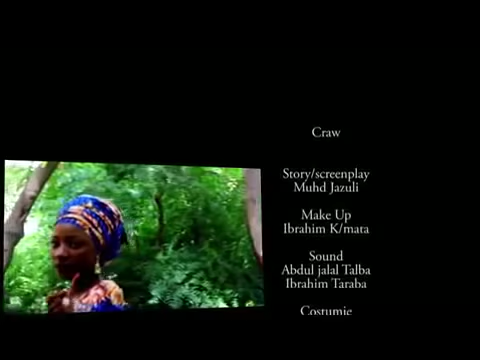 Craw
Story/screenplay
Muhd Jazuli
Make Up
Ibrahim K/mata
Sound
Abdul jalal Talba
Ibrahim Taraba
Costumie